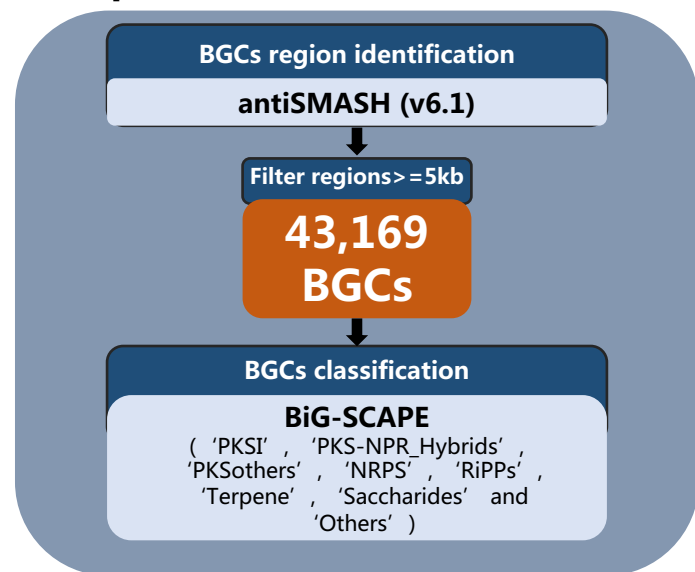 BGCs region identification
antiSMASH (v6.1)
Filter regions>=5kb
43,169
BGCs
BGCs classification
BiG-SCAPE
( 'PKSI' , 'PKS-NPR_Hybrids' ,
'PKSothers' , 'NRPS' , 'RiPPs' ,
'Terpene' , 'Saccharides' and
'Others' )